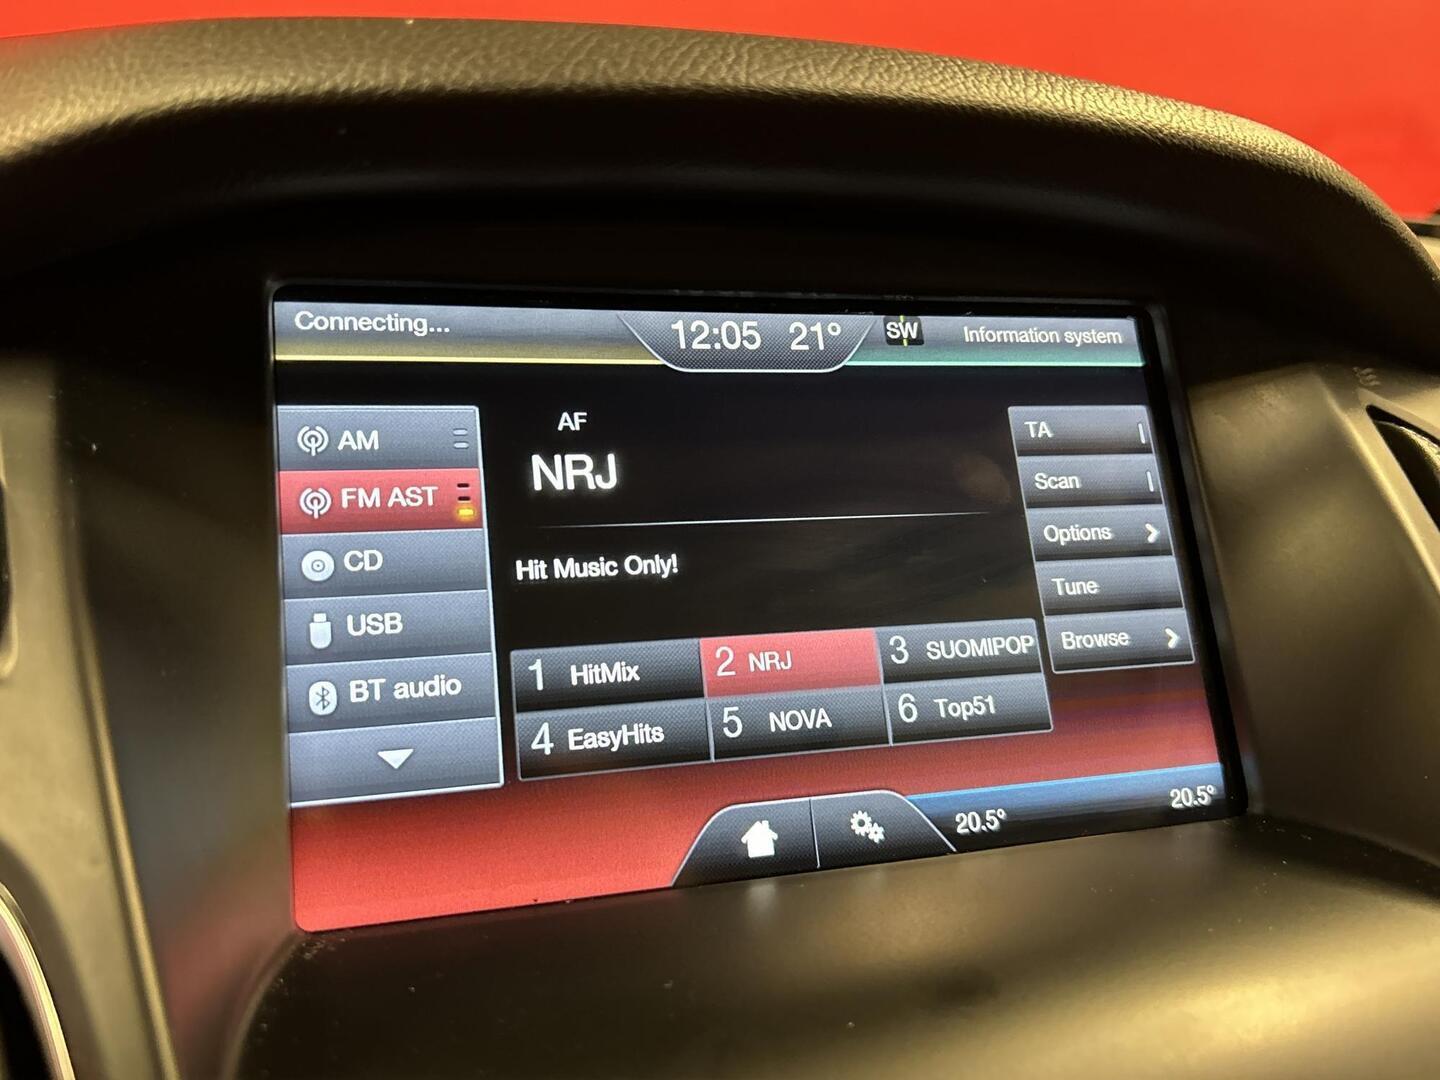 Connecting...
12:05 21°
SW
Information system
AM
FM AST
CD
USB
BT audio
AF
NRJ
Hit Music Only!
1 HitMix
2 NRJ
3 SUOMIPOP
4 EasyHits
5 NOVA
6 Top51
TA
Scan
Options
Tune
Browse
20.5°
20.5°